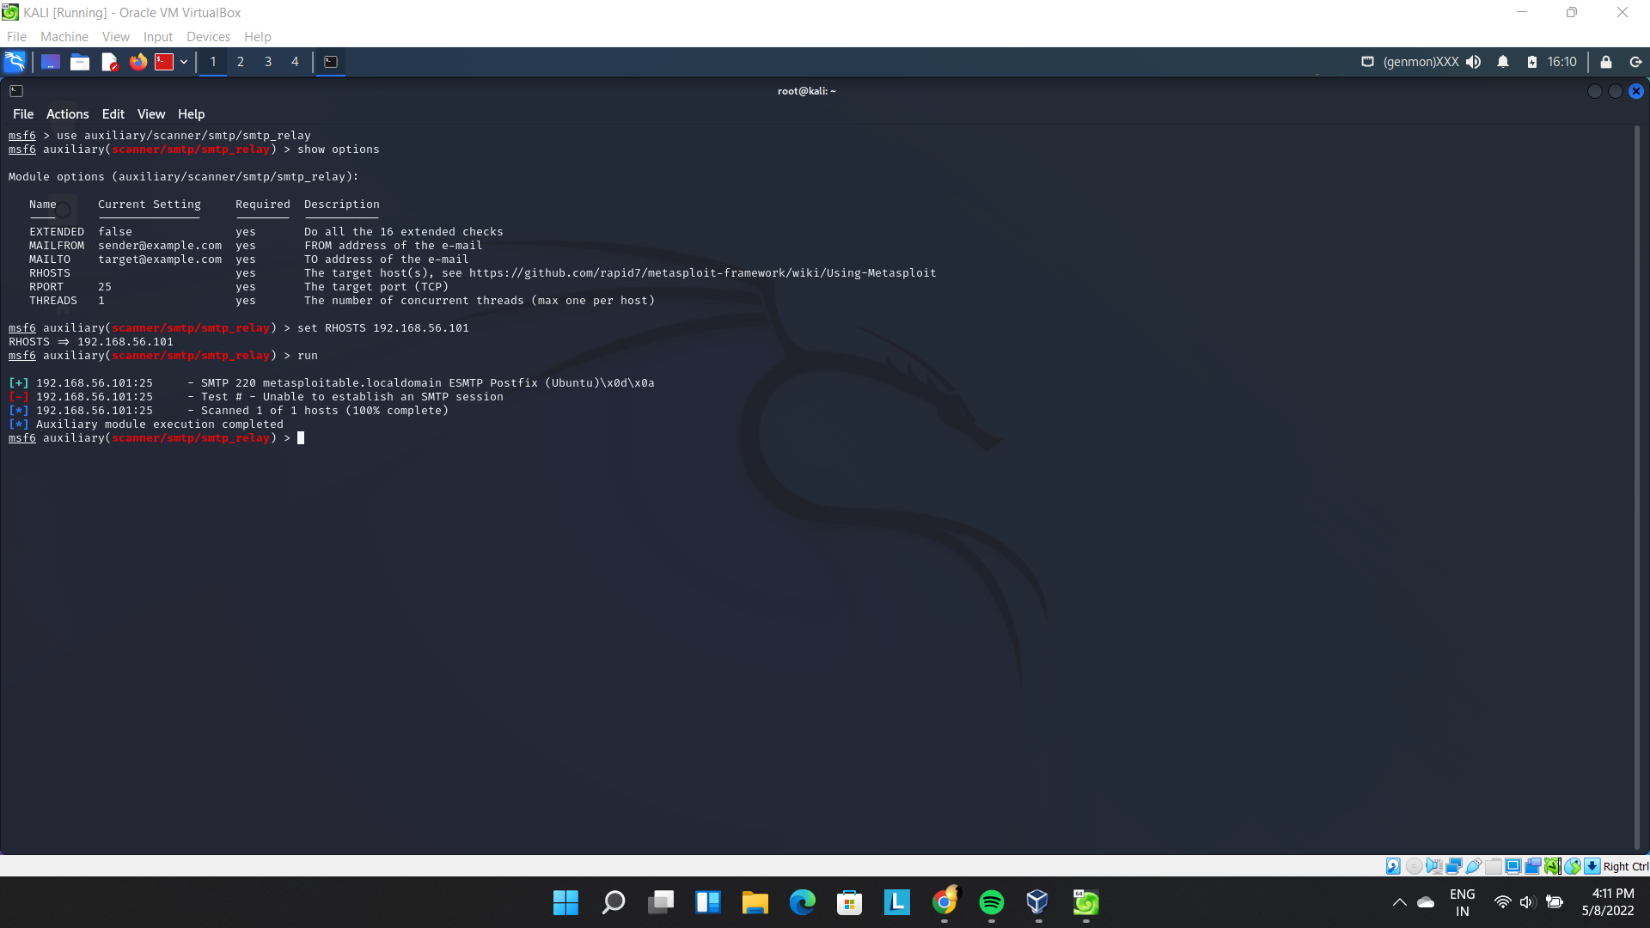 KALI [Running] - Oracle VM VirtualBox
File Machine View Input Devices Help
1 2 3 4 (genmon)XXX 16:10
root@kali: ~
File Actions Edit View Help
msf6 > use auxiliary/scanner/smtp/smtp_relay
msf6 auxiliary(scanner/smtp/smtp_relay) > show options
Module options (auxiliary/scanner/smtp/smtp_relay):
Name Current Setting Required Description
EXTENDED false yes Do all the 16 extended checks
MAILFROM sender@example.com yes FROM address of the e-mail
MAILTO target@example.com yes TO address of the e-mail
RHOSTS yes The target host(s), see https://github.com/rapid7/metasploit-framework/wiki/Using-Metasploit
RPORT 25 yes The target port (TCP)
THREADS 1 yes The number of concurrent threads (max one per host)
msf6 auxiliary(scanner/smtp/smtp_relay) > set RHOSTS 192.168.56.101
RHOSTS ⇒ 192.168.56.101
msf6 auxiliary(scanner/smtp/smtp_relay) > run
[+] 192.168.56.101:25 - SMTP 220 metasploitable.localdomain ESMTP Postfix (Ubuntu)\x0d\x0a
[-] 192.168.56.101:25 - Test # - Unable to establish an SMTP session
[*] 192.168.56.101:25 - Scanned 1 of 1 hosts (100% complete)
[*] Auxiliary module execution completed
msf6 auxiliary(scanner/smtp/smtp_relay) >
Right Ctrl
ENG 4:11 PM
IN 5/8/2022